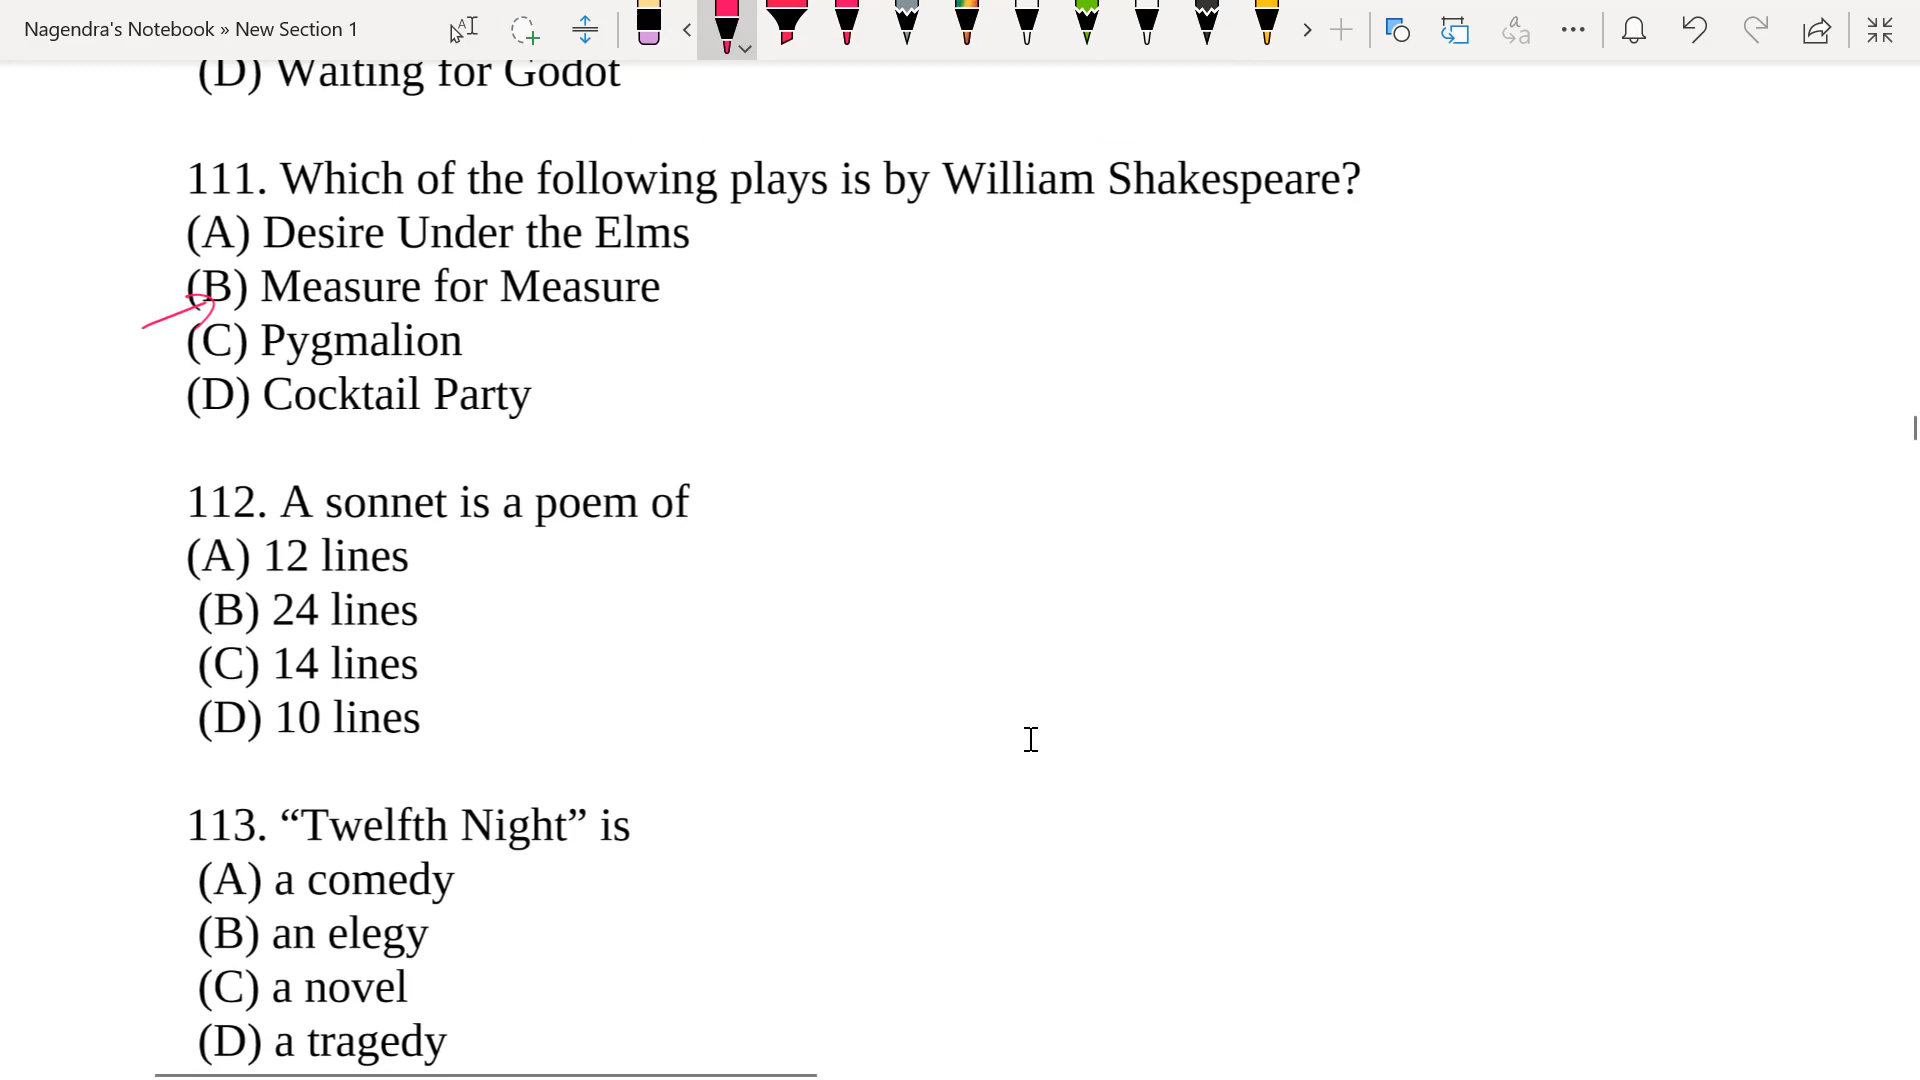 Nagendra's Notebook » New Section 1
(D) Waiting for Godot
111. Which of the following plays is by William Shakespeare?
(A) Desire Under the Elms
(B) Measure for Measure
(C) Pygmalion
(D) Cocktail Party
112. A sonnet is a poem of
(A) 12 lines
(B) 24 lines
(C) 14 lines
(D) 10 lines
113. “Twelfth Night” is
(A) a comedy
(B) an elegy
(C) a novel
(D) a tragedy